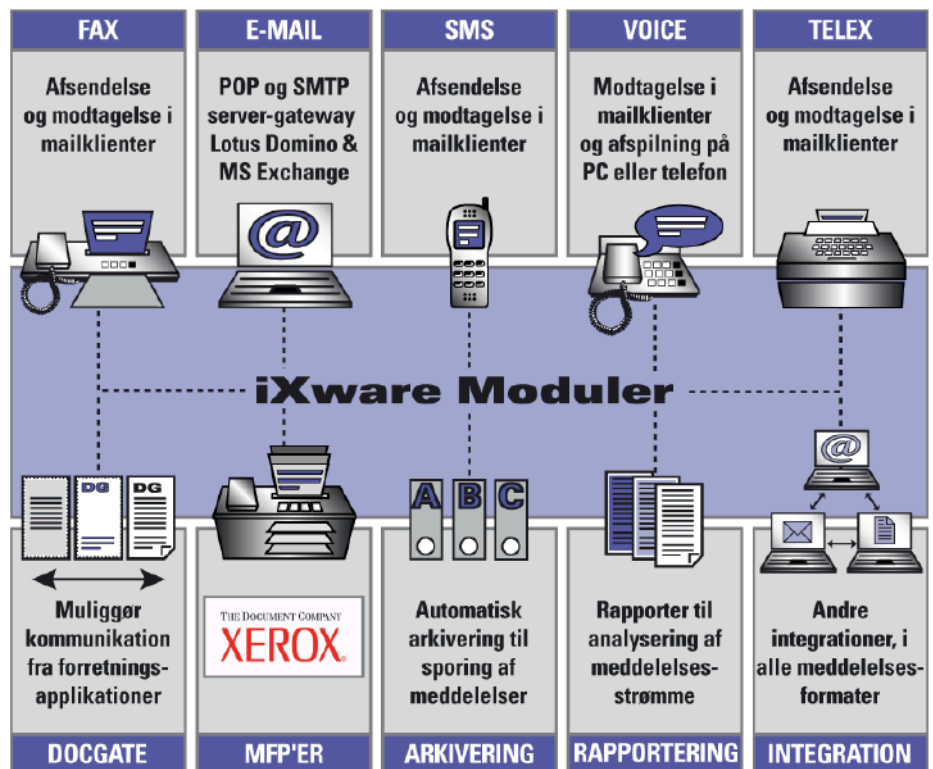 FAX
Afsendelse
og modtagelse i
mailklienter
E-MAIL
POP og SMTP
server-gateway
Lotus Domino &
MS Exchange
@
SMS
Afsendelse
og modtagelse i
mailklienter
VOICE
Modtagelse i
mailklienter
og afspilning på
PC eller telefon
TELEX
Afsendelse
og modtagelse i
mailklienter
iXware Moduler
DG
DG
Muliggør
kommunikation
fra forretnings-
applikationer
DOCGATE
THE DOCUMENT COMPANY
XEROX®
MFP'ER
A B C
Automatisk
arkivering til
sporing af
meddelelser
ARKIVERING
Rapporter til
analysering af
meddelelses-
strømme
RAPPORTERING
@
Andre
integrationer, i
alle meddelelses-
formater
INTEGRATION